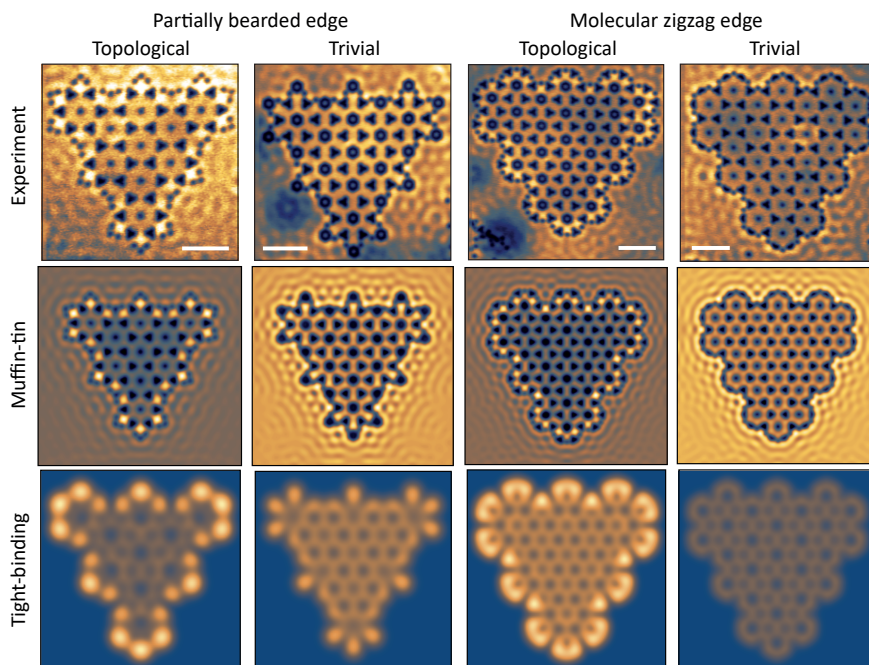 Partially bearded edge
Molecular zigzag edge
Topological
Trivial
Topological
Trivial
Experiment
Muffin-tin
Tight-binding